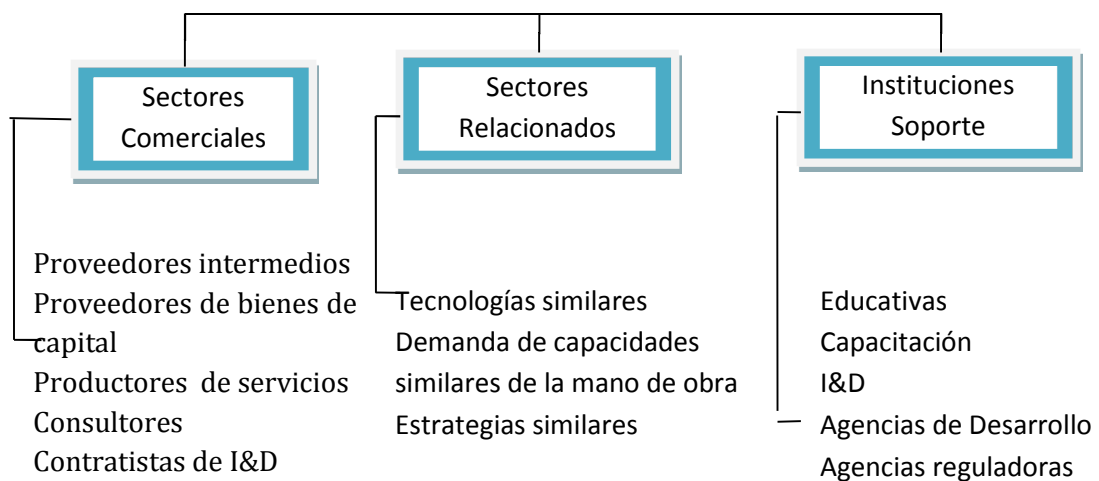 Sectores
Comerciales
Sectores
Relacionados
Instituciones
Soporte
Proveedores intermedios
Proveedores de bienes de
capital
Productores de servicios
Consultores
Contratistas de I&D
Tecnologías similares
Demanda de capacidades
similares de la mano de obra
Estrategias similares
Educativas
Capacitación
I&D
Agencias de Desarrollo
Agencias reguladoras